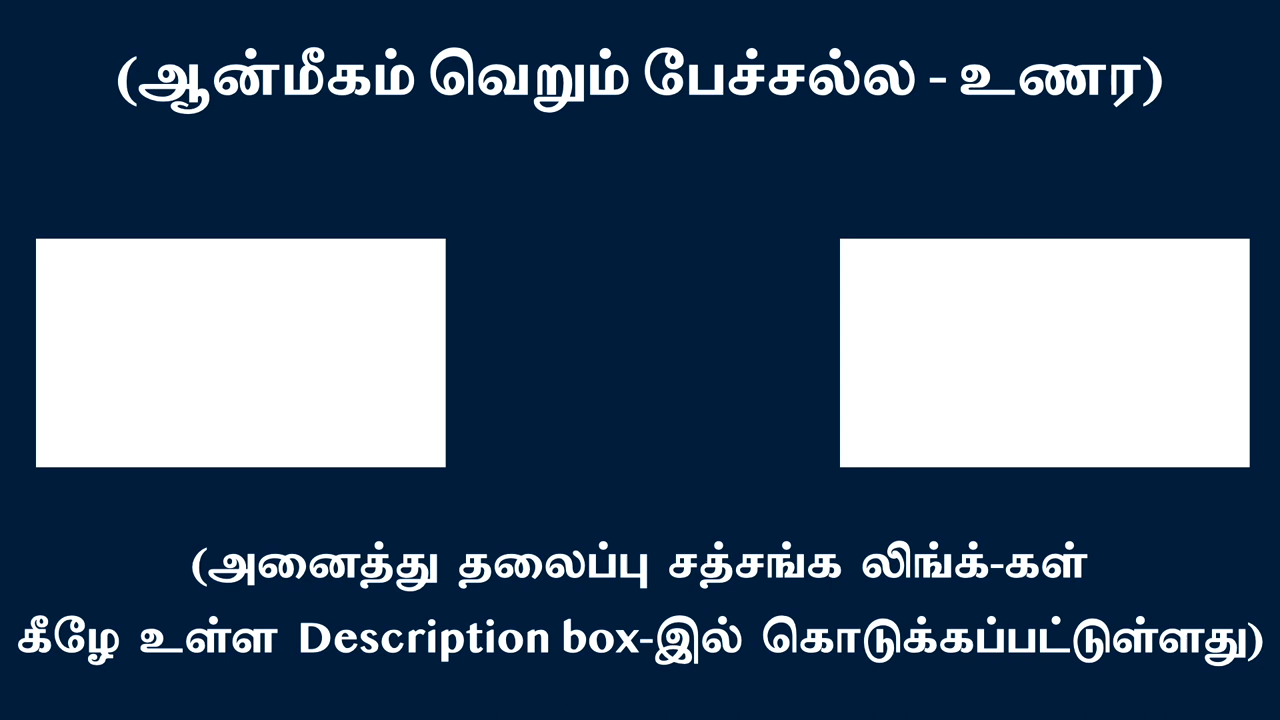 (ஆன்மீகம் வெறும் பேச்சல்ல - உணர)
(அனைத்து தலைப்பு சத்சங்க லிங்க்-கள்
கீழே உள்ள Description box-இல் கொடுக்கப்பட்டுள்ளது)